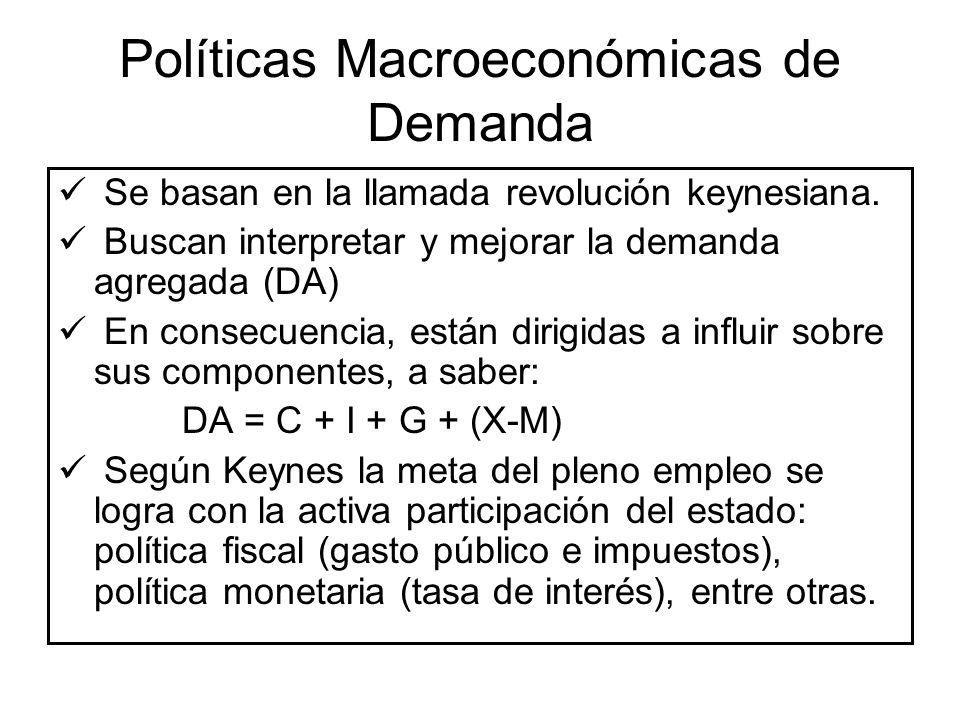 Políticas Macroeconómicas de
Demanda
✓ Se basan en la llamada revolución keynesiana.
✓ Buscan interpretar y mejorar la demanda
agregada (DA)
✓ En consecuencia, están dirigidas a influir sobre
sus componentes, a saber:
DA = C + I + G + (X-M)
✓ Según Keynes la meta del pleno empleo se
logra con la activa participación del estado:
política fiscal (gasto público e impuestos),
política monetaria (tasa de interés), entre otras.